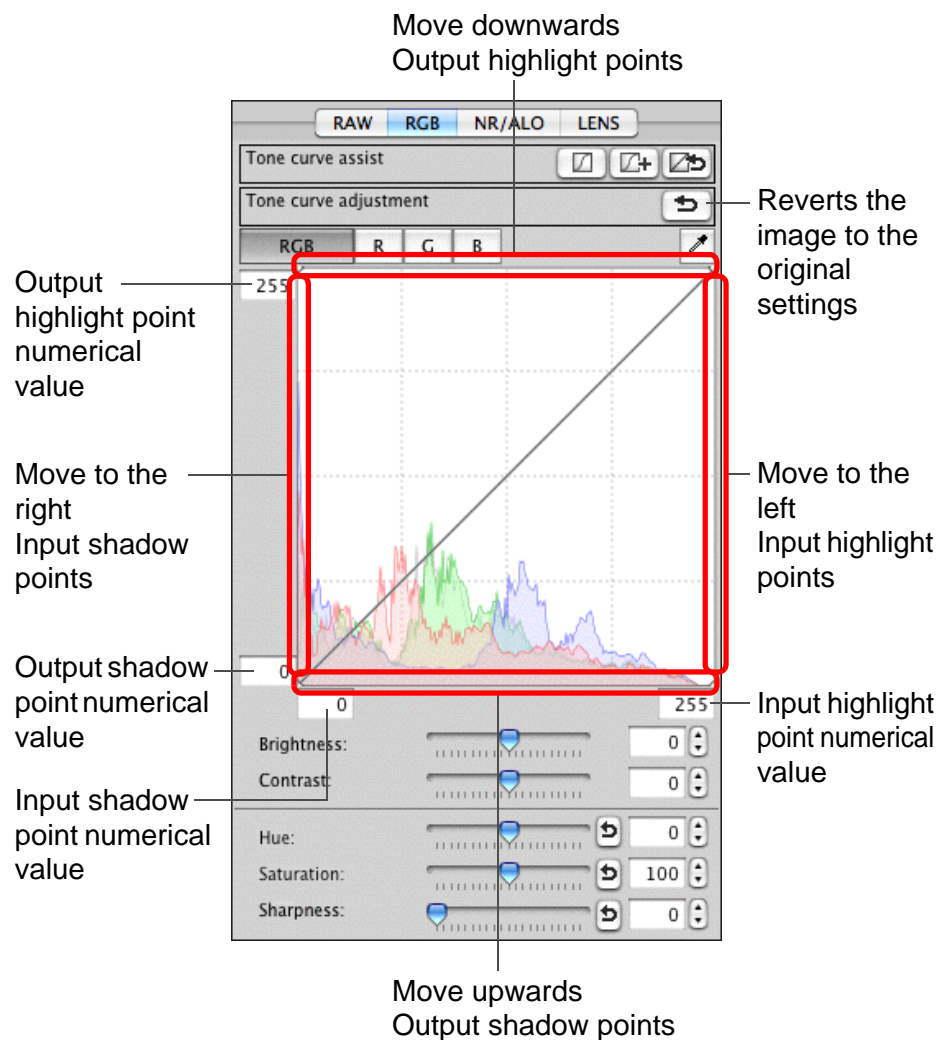 Move downwards
Output highlight points
RAW RGB NR/ALO LENS
Tone curve assist
Tone curve adjustment
Reverts the
image to the
original
settings
RGB R G B
Output
highlight point
numerical
value
255
Move to the
right
Input shadow
points
Move to the
left
Input highlight
points
Output shadow
point numerical
value
0
0
255
Input highlight
point numerical
value
Brightness: 0
Contrast: 0
Input shadow
point numerical
value
Hue: 0
Saturation: 100
Sharpness: 0
Move upwards
Output shadow points